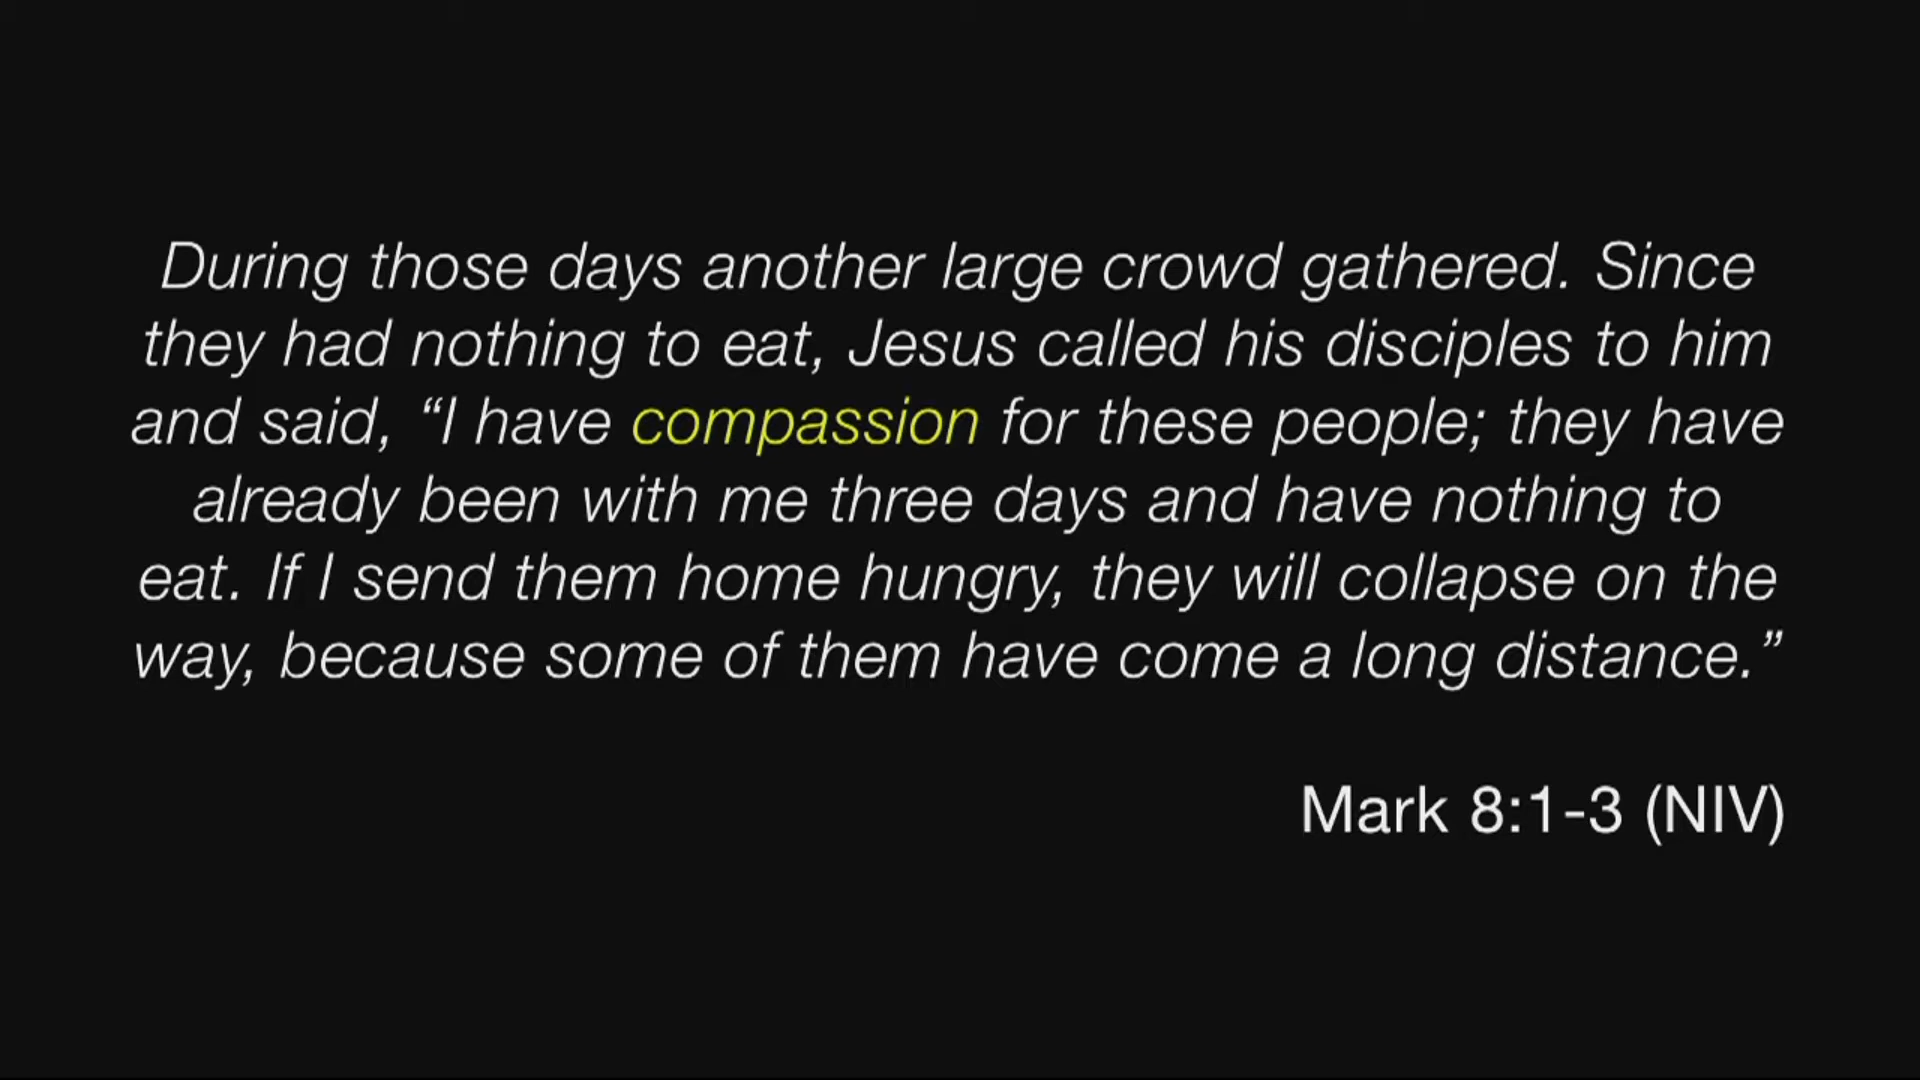 During those days another large crowd gathered. Since
they had nothing to eat, Jesus called his disciples to him
and said, “I have compassion for these people; they have
already been with me three days and have nothing to
eat. If I send them home hungry, they will collapse on the
way, because some of them have come a long distance.”
Mark 8:1-3 (NIV)